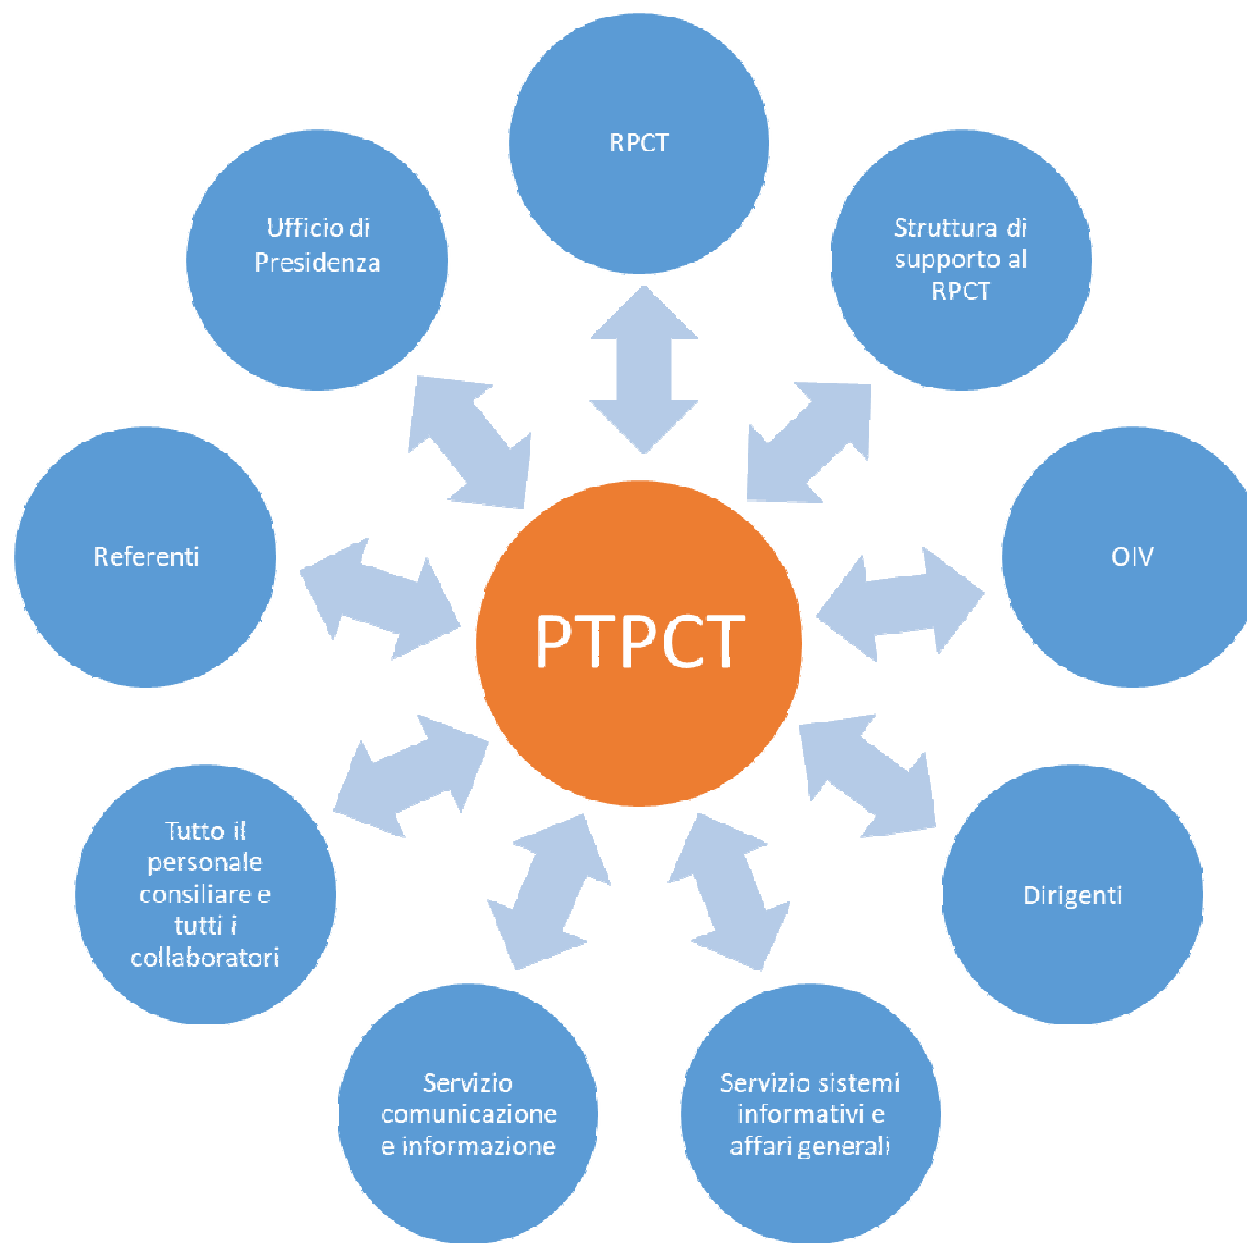 RPCT
Struttura di
supporto al
RPCT
OIV
Dirigenti
Servizio sistemi
informativi e
affari generali
Servizio
comunicazione
e informazione
Tutto il
personale
consiliare e
tutti i
collaboratori
Referenti
Ufficio di
Presidenza
PTPCT